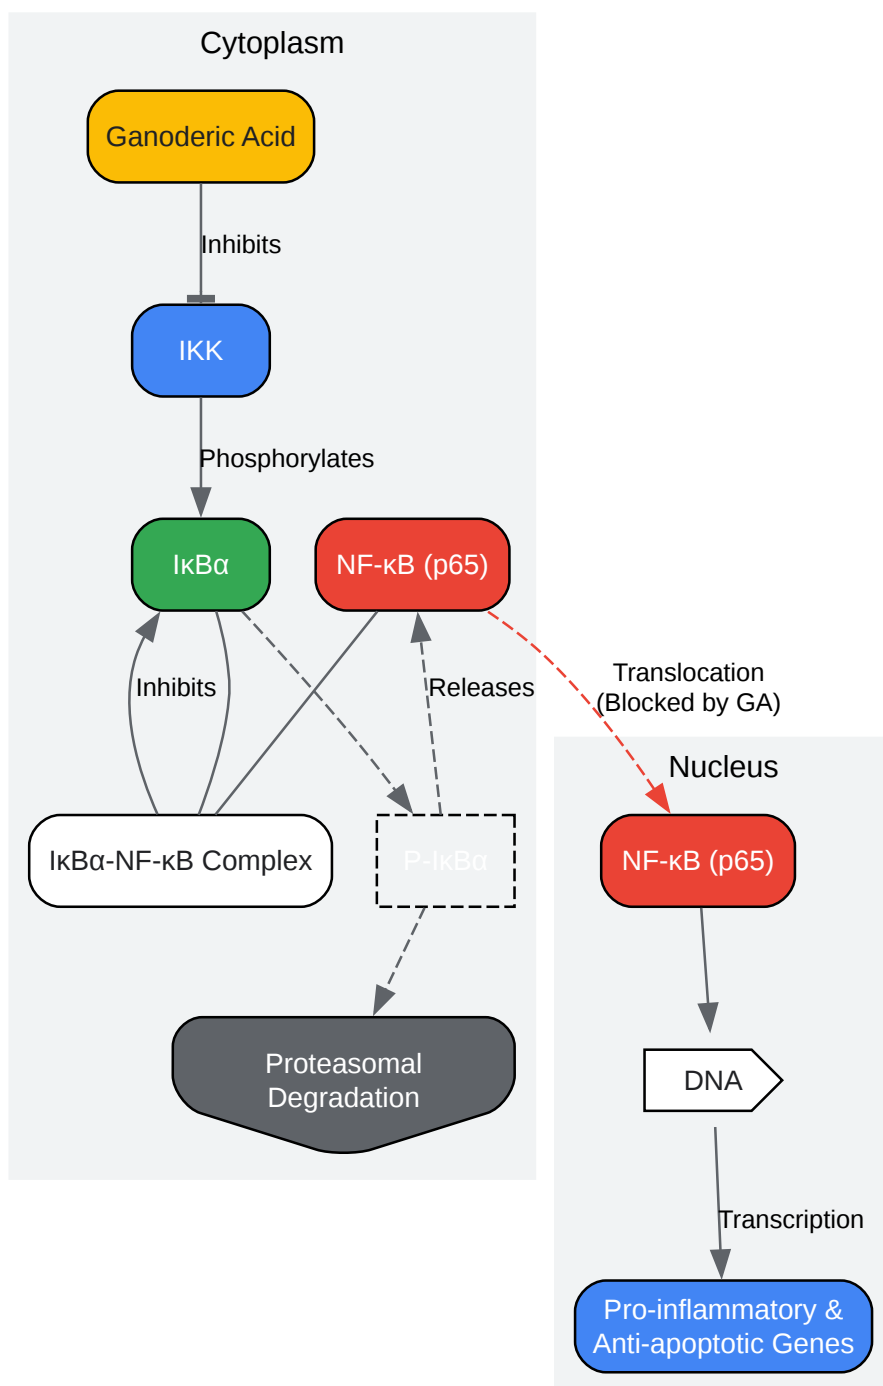 Cytoplasm
Ganoderic Acid
Inhibits
IKK
Phosphorylates
IκBα
NF-κB (p65)
Inhibits
Releases
Translocation
(Blocked by GA)
Nucleus
IκBα-NF-κB Complex
P-IκBα
NF-κB (p65)
Proteasomal
Degradation
DNA
Transcription
Pro-inflammatory &
Anti-apoptotic Genes